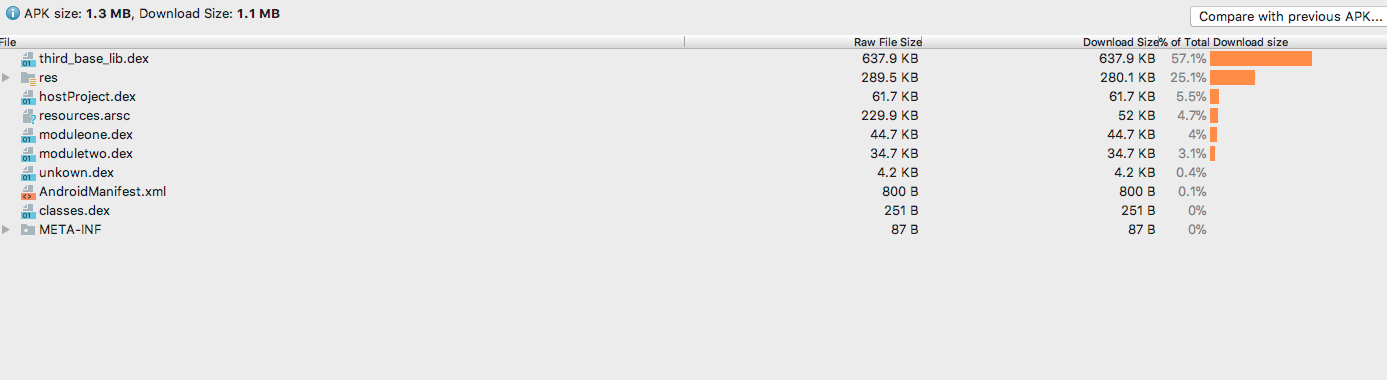 APK size: 1.3 MB, Download Size: 1.1 MB
Compare with previous APK...
File Raw File Size Download Size % of Total Download size
third_base_lib.dex 637.9 KB 637.9 KB 57.1%
res 289.5 KB 280.1 KB 25.1%
hostProject.dex 61.7 KB 61.7 KB 5.5%
resources.arsc 229.9 KB 52 KB 4.7%
moduleone.dex 44.7 KB 44.7 KB 4%
moduletwo.dex 34.7 KB 34.7 KB 3.1%
unkown.dex 4.2 KB 4.2 KB 0.4%
AndroidManifest.xml 800 B 800 B 0.1%
classes.dex 251 B 251 B 0%
META-INF 87 B 87 B 0%